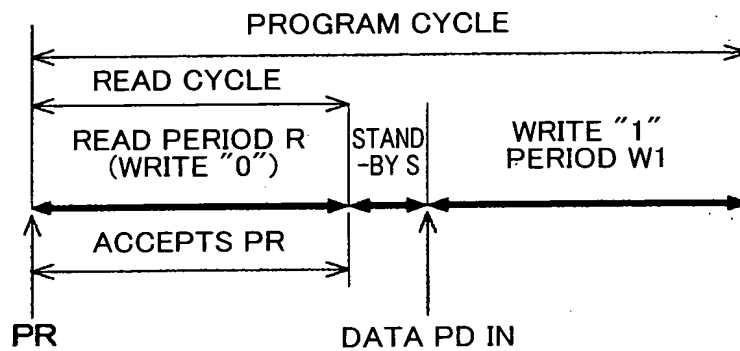 PROGRAM CYCLE
READ CYCLE
READ PERIOD R
(WRITE "0")
STAND
-BY S
WRITE "1"
PERIOD W1
ACCEPTS PR
PR
DATA PD IN